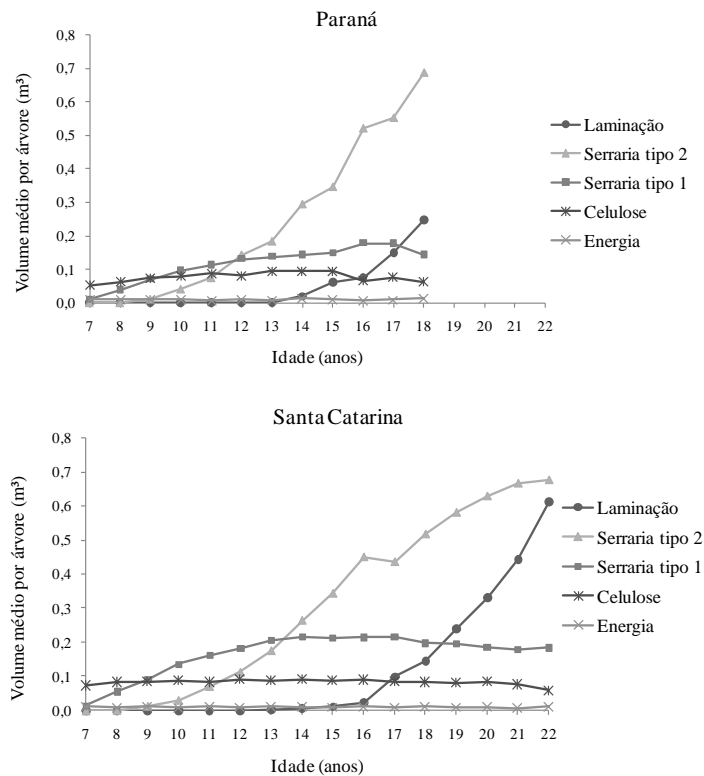 Paraná
Volume médio por árvore (m³)
0,8
0,7
0,6
0,5
0,4
0,3
0,2
0,1
0,0
7 8 9 10 11 12 13 14 15 16 17 18 19 20 21 22
Idade (anos)
Laminação
Serraria tipo 2
Serraria tipo 1
Celulose
Energia
Santa Catarina
Volume médio por árvore (m³)
0,8
0,7
0,6
0,5
0,4
0,3
0,2
0,1
0,0
7 8 9 10 11 12 13 14 15 16 17 18 19 20 21 22
Idade (anos)
Laminação
Serraria tipo 2
Serraria tipo 1
Celulose
Energia